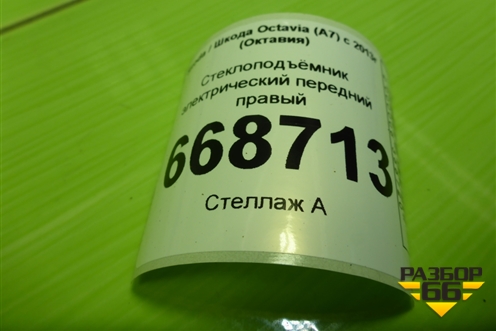 / Шкода Octavia (A7) с 2013г
(Октавия)
Стеклоподъёмник
электрический передний
правый
668713
Стеллаж А
РАЗБОР
66